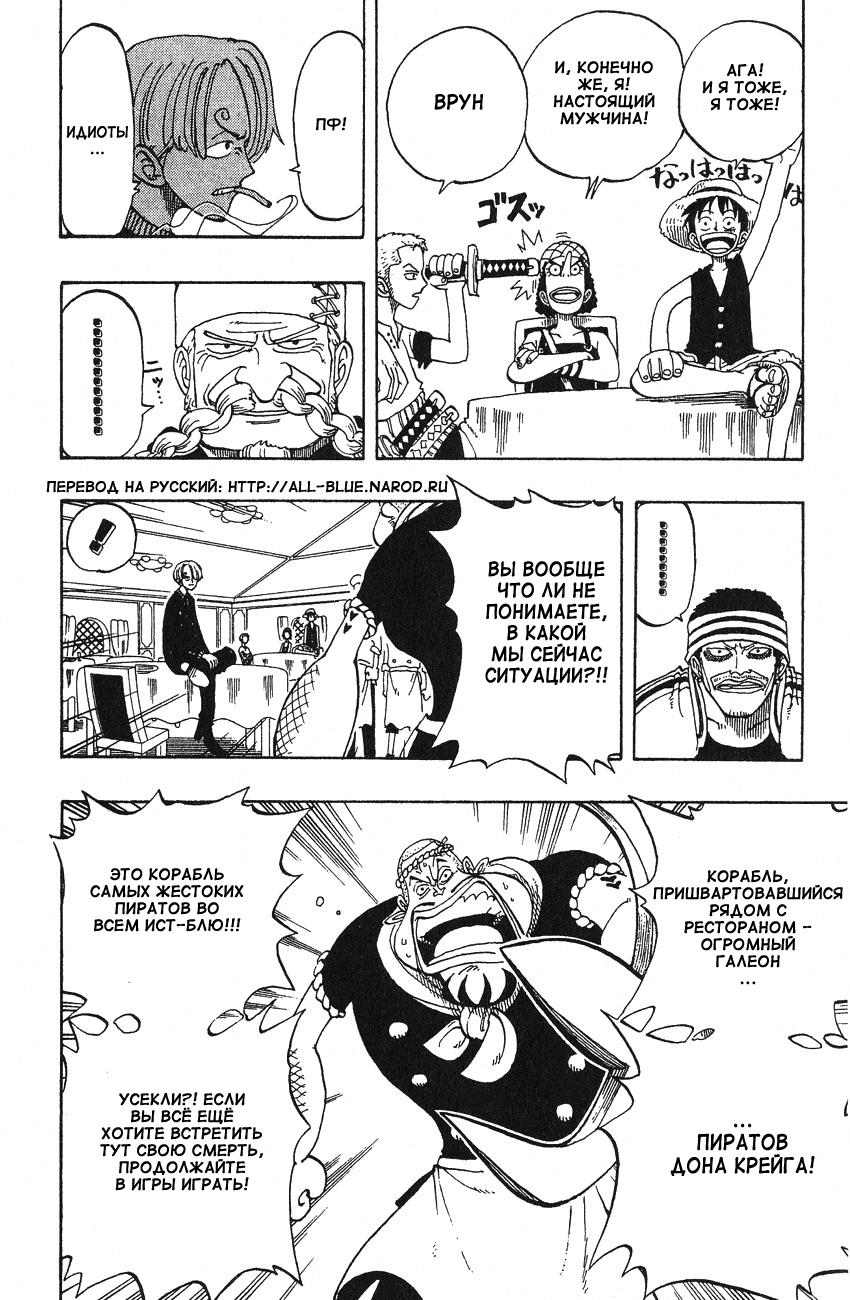 АГА!
И Я ТОЖЕ,
Я ТОЖЕ!
なっはっはっ
は
И, КОНЕЧНО
ЖЕ, Я!
НАСТОЯЩИЙ
МУЖЧИНА!
ВРУН
ゴスッ
ПФ!
ИДИОТЫ
...
ПЕРЕВОД НА РУССКИЙ: HTTP://ALL-BLUE.NAROD.RU
!
ВЫ ВООБЩЕ
ЧТО ЛИ НЕ
ПОНИМАЕТЕ,
В КАКОЙ
МЫ СЕЙЧАС
СИТУАЦИИ?!!
КОРАБЛЬ,
ПРИШВАРТОВАВШИЙСЯ
РЯДОМ С
РЕСТОРАНОМ -
ОГРОМНЫЙ
ГАЛЕОН
...
...
ПИРАТОВ
ДОНА КРЕЙГА!
ЭТО КОРАБЛЬ
САМЫХ ЖЕСТОКИХ
ПИРАТОВ ВО
ВСЕМ ИСТ-БЛЮ!!!
УСЕКЛИ?! ЕСЛИ
ВЫ ВСЁ ЕЩЁ
ХОТИТЕ ВСТРЕТИТЬ
ТУТ СВОЮ СМЕРТЬ,
ПРОДОЛЖАЙТЕ
В ИГРЫ ИГРАТЬ!